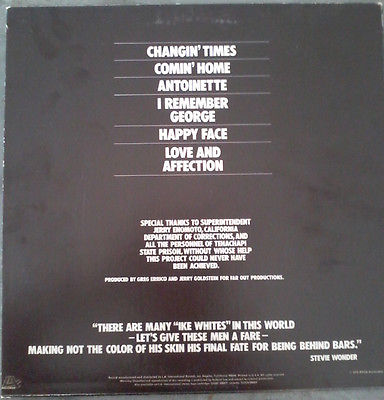 CHANGIN' TIMES
COMIN' HOME
ANTOINETTE
I REMEMBER
GEORGE
HAPPY FACE
LOVE AND
AFFECTION
SPECIAL THANKS TO SUPERINTENDENT
JERRY ENOMOTO, CALIFORNIA
DEPARTMENT OF CORRECTIONS, AND
ALL THE PERSONNEL OF TEHACHAPI
STATE PRISON, WITHOUT WHOSE HELP
THIS PROJECT COULD NEVER HAVE
BEEN ACHIEVED.
PRODUCED BY GREG ERRICO AND JERRY GOLDSTEIN FOR FAR OUT PRODUCTIONS.
"THERE ARE MANY "IKE WHITES" IN THIS WORLD
– LET'S GIVE THESE MEN A FARE –
MAKING NOT THE COLOR OF HIS SKIN HIS FINAL FATE FOR BEING BEHIND BARS."
STEVIE WONDER